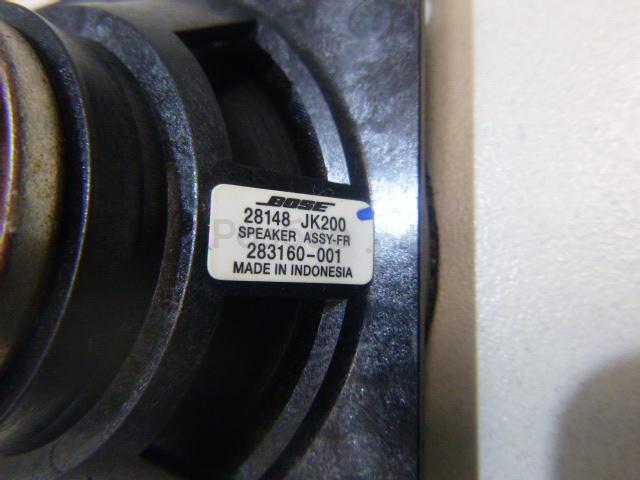 BOSE
28148 JK200
SPEAKER ASSY-FR
283160-001
MADE IN INDONESIA